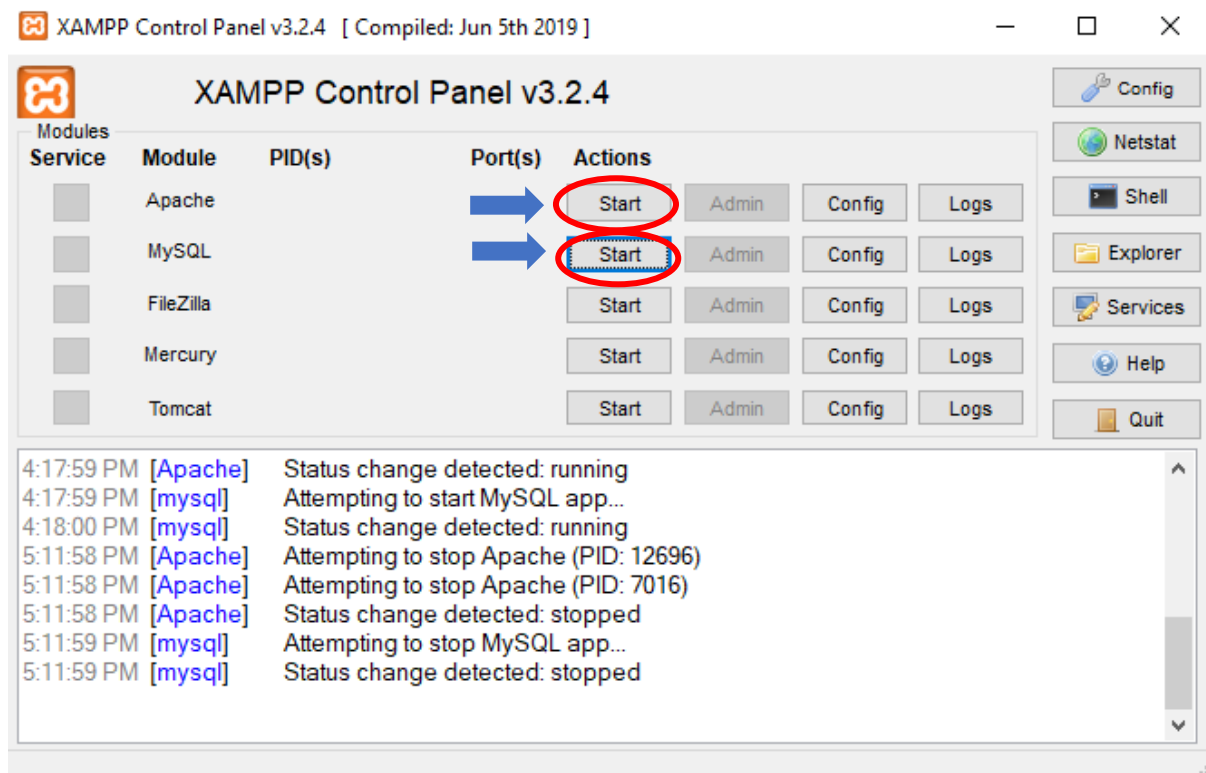 XAMPP Control Panel v3.2.4 [ Compiled: Jun 5th 2019 ]
XAMPP Control Panel v3.2.4
Config
Modules
Netstat
Service Module PID(s) Port(s) Actions
Apache Start Admin Config Logs
Shell
MySQL Start Admin Config Logs
Explorer
FileZilla Start Admin Config Logs
Services
Mercury Start Admin Config Logs
Help
Tomcat Start Admin Config Logs
Quit
4:17:59 PM [Apache] Status change detected: running
4:17:59 PM [mysql] Attempting to start MySQL app...
4:18:00 PM [mysql] Status change detected: running
5:11:58 PM [Apache] Attempting to stop Apache (PID: 12696)
5:11:58 PM [Apache] Attempting to stop Apache (PID: 7016)
5:11:58 PM [Apache] Status change detected: stopped
5:11:59 PM [mysql] Attempting to stop MySQL app...
5:11:59 PM [mysql] Status change detected: stopped